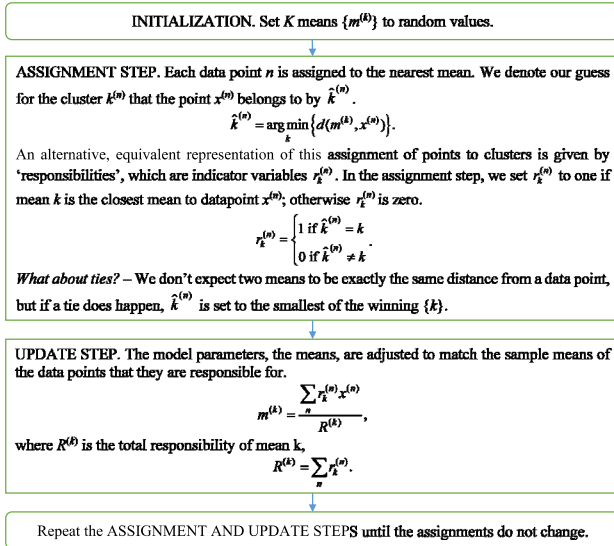 INITIALIZATION. Set K means {m^(k)} to random values.
ASSIGNMENT STEP. Each data point n is assigned to the nearest mean. We denote our guess
for the cluster k^(n) that the point x^(n) belongs to by k̂^(n).
k̂^(n) = arg min_k {d(m^(k), x^(n))}.
An alternative, equivalent representation of this assignment of points to clusters is given by
‘responsibilities’, which are indicator variables r_k^(n). In the assignment step, we set r_k^(n) to one if
mean k is the closest mean to datapoint x^(n); otherwise r_k^(n) is zero.
r_k^(n) = { 1 if k̂^(n) = k
0 if k̂^(n) ≠ k .
What about ties? – We don’t expect two means to be exactly the same distance from a data point,
but if a tie does happen, k̂^(n) is set to the smallest of the winning {k}.
UPDATE STEP. The model parameters, the means, are adjusted to match the sample means of
the data points that they are responsible for.
m^(k) = ∑_n r_k^(n) x^(n) / R^(k) ,
where R^(k) is the total responsibility of mean k,
R^(k) = ∑_n r_k^(n).
Repeat the ASSIGNMENT AND UPDATE STEPS until the assignments do not change.